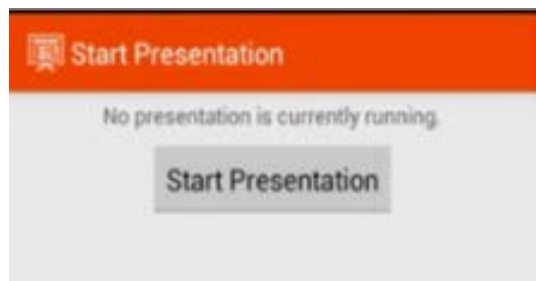 Start Presentation
No presentation is currently running.
Start Presentation